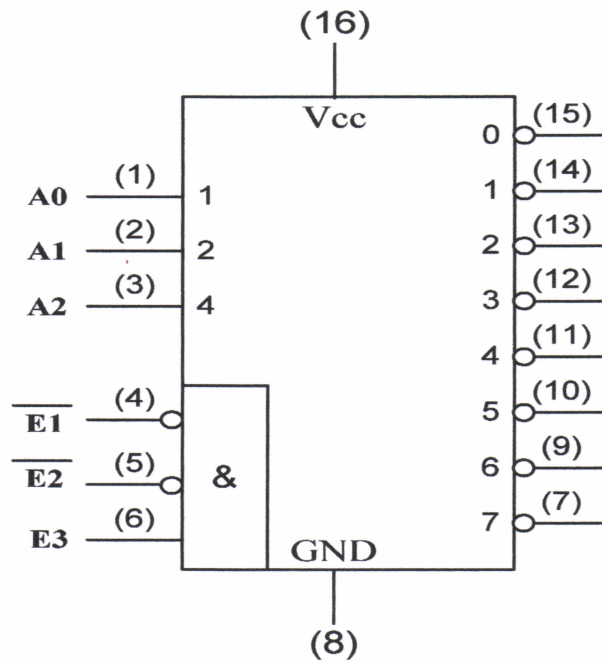 (16)
Vcc
0 (15)
1 (14)
2 (13)
3 (12)
4 (11)
5 (10)
6 (9)
7 (7)
A0 (1) 1
A1 (2) 2
A2 (3) 4
E1 (4)
E2 (5)
E3 (6)
&
GND
(8)